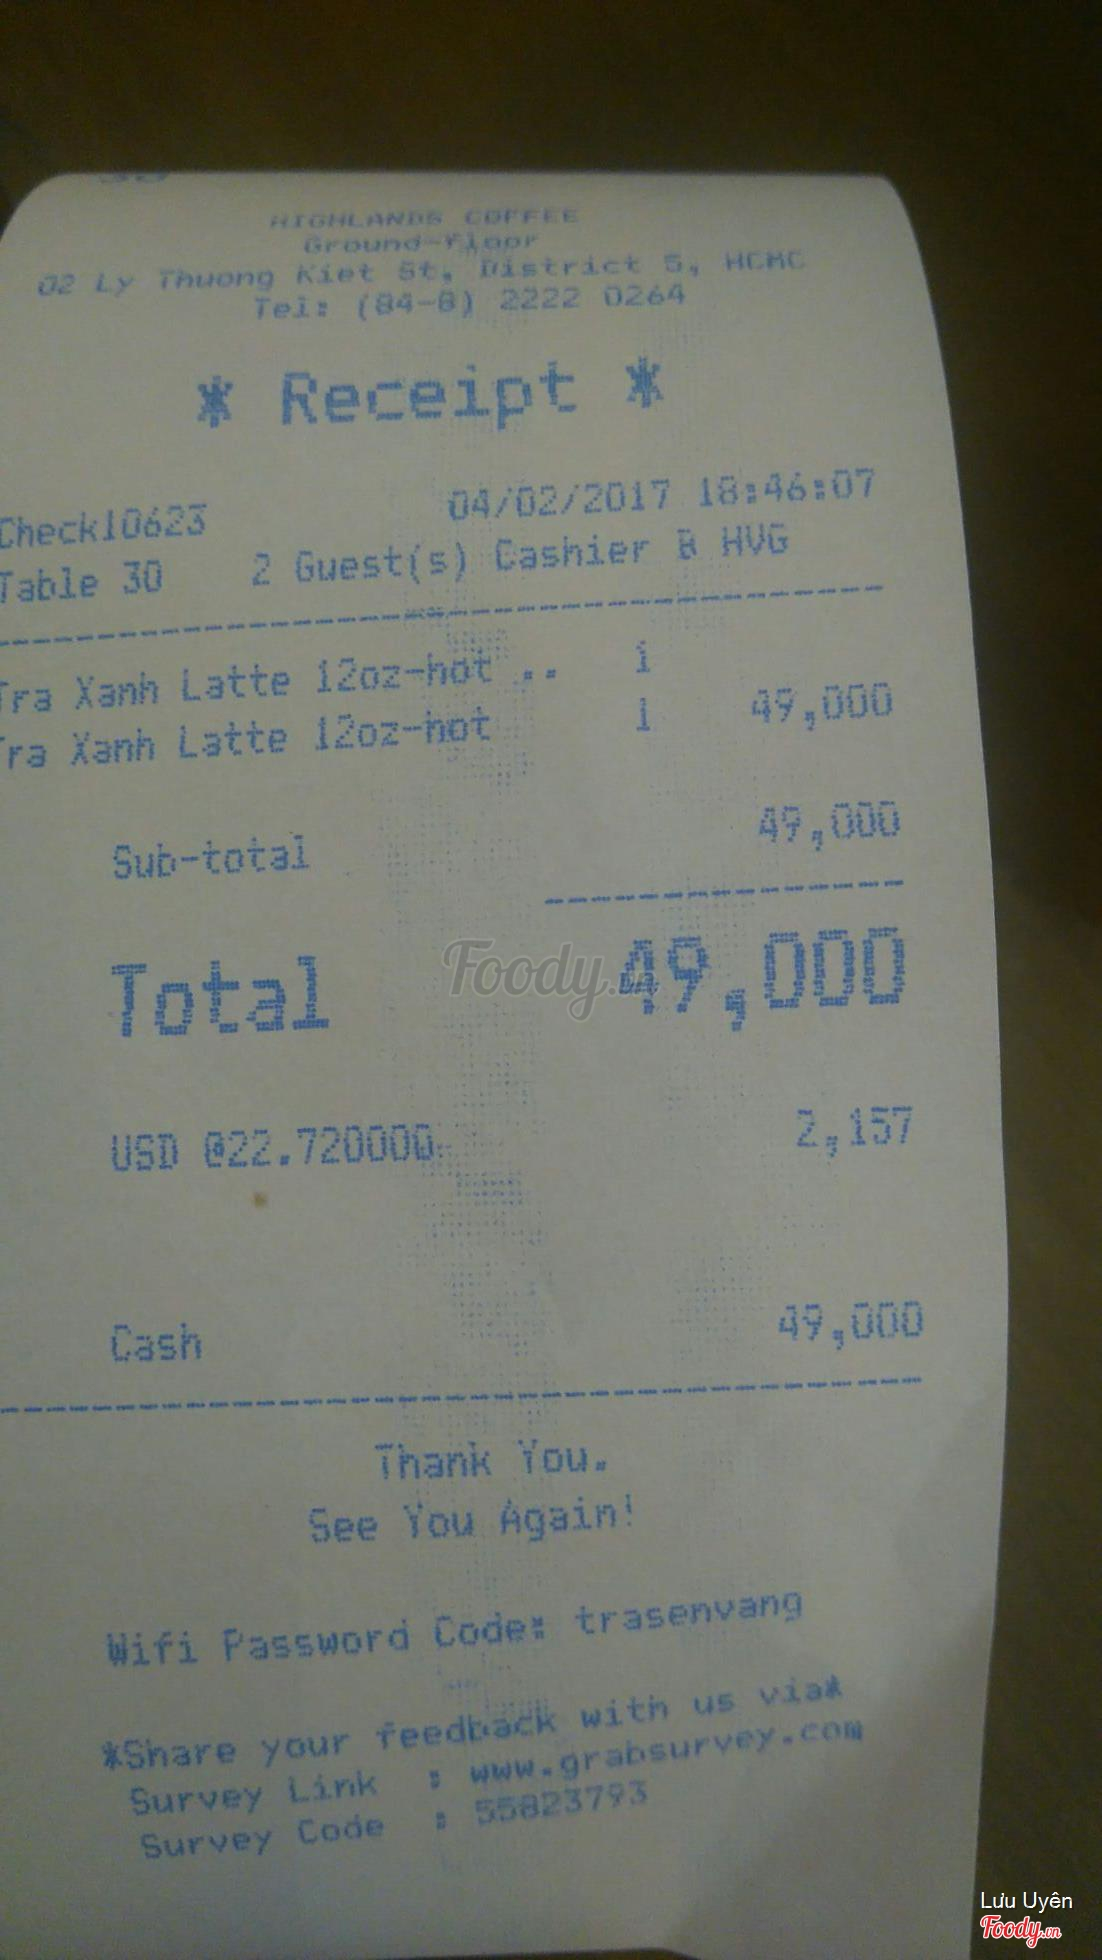 30
HIGHLANDS COFFEE
Ground-floor
02 Ly Thuong Kiet St, District 5, HCMC
Tel: (84-8) 2222 0264
* Receipt *
Check10623 04/02/2017 18:46:07
Table 30 2 Guest(s) Cashier B HVG
Tra Xanh Latte 12oz-hot .. 1
Tra Xanh Latte 12oz-hot 1 49,000
Sub-total 49,000
Total 49,000
USD @22.720000 2,157
Cash 49,000
Thank You.
See You Again!
Wifi Password Code: trasenvang
*Share your feedback with us via*
Survey Link : www.grabsurvey.com
Survey Code : 55823793
Foody.vn
Lưu Uyên
Foody.vn